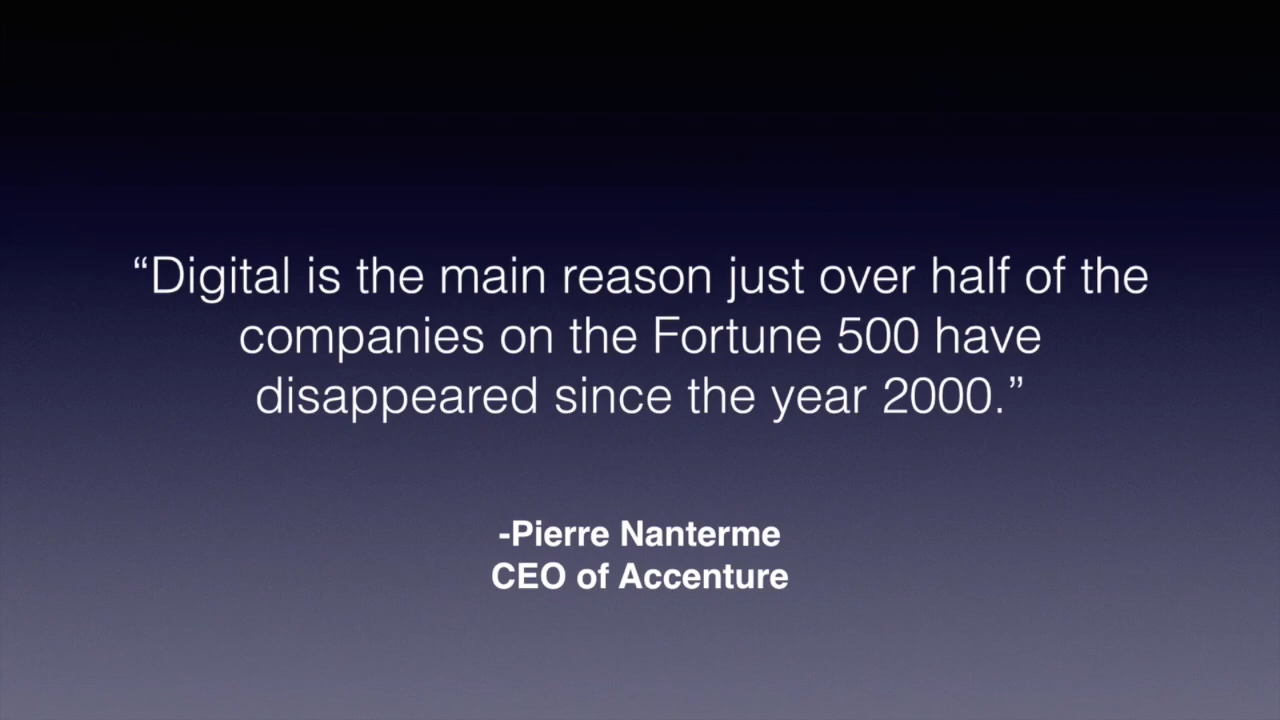 “Digital is the main reason just over half of the
companies on the Fortune 500 have
disappeared since the year 2000.”
-Pierre Nanterme
CEO of Accenture